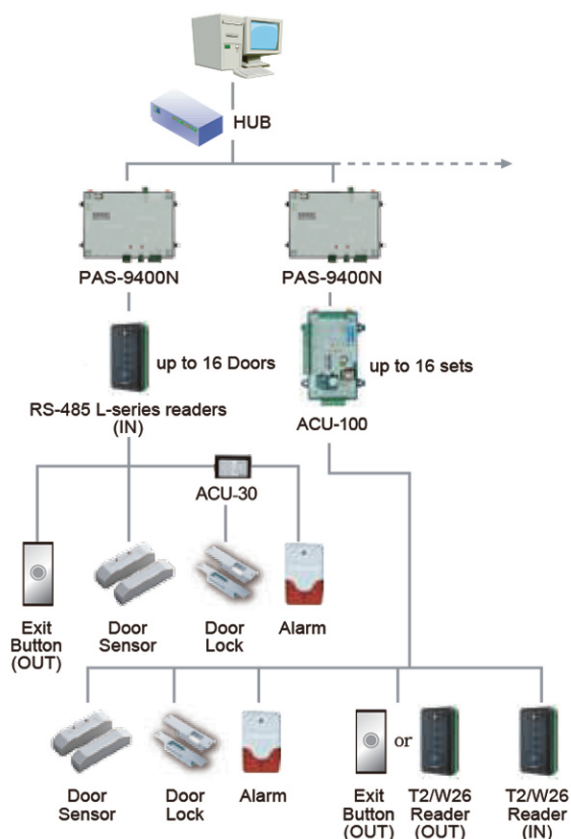 HUB
PAS-9400N
PAS-9400N
up to 16 Doors
up to 16 sets
RS-485 L-series readers
(IN)
ACU-100
ACU-30
Exit
Button
(OUT)
Door
Sensor
Door
Lock
Alarm
Door
Sensor
Door
Lock
Alarm
Exit
Button
(OUT)
or
T2/W26
Reader
(OUT)
T2/W26
Reader
(IN)